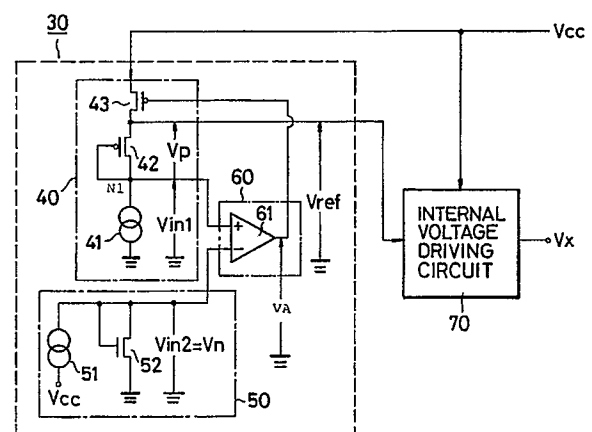 30
Vcc
43
42
Vp
40
N1
60
61
Vref
41
Vin1
+
−
INTERNAL
VOLTAGE
DRIVING
CIRCUIT
Vx
70
VA
51
52
Vin2=Vn
Vcc
50